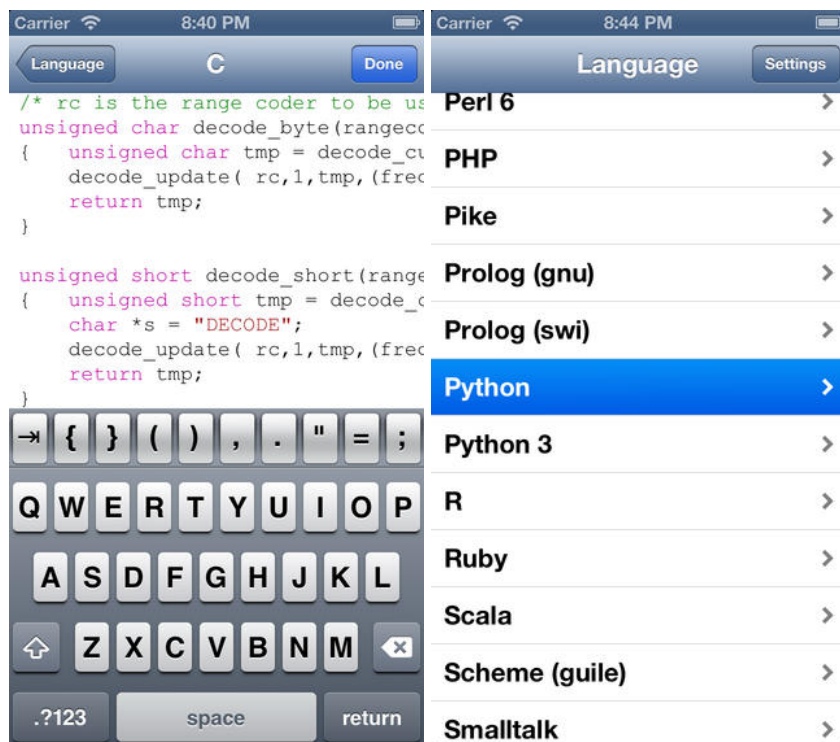 Carrier 8:40 PM
Language C Done
/* rc is the range coder to be us
unsigned char decode_byte(rangeco
{ unsigned char tmp = decode_cu
decode_update( rc,1,tmp,(freq
return tmp;
}
unsigned short decode_short(range
{ unsigned short tmp = decode_c
char *s = "DECODE";
decode_update( rc,1,tmp,(freq
return tmp;
}
⇥ { } ( ) , . " = ;
Q W E R T Y U I O P
A S D F G H J K L
Z X C V B N M
.?123 space return
Carrier 8:44 PM
Language Settings
Perl 6
PHP
Pike
Prolog (gnu)
Prolog (swi)
Python
Python 3
R
Ruby
Scala
Scheme (guile)
Smalltalk